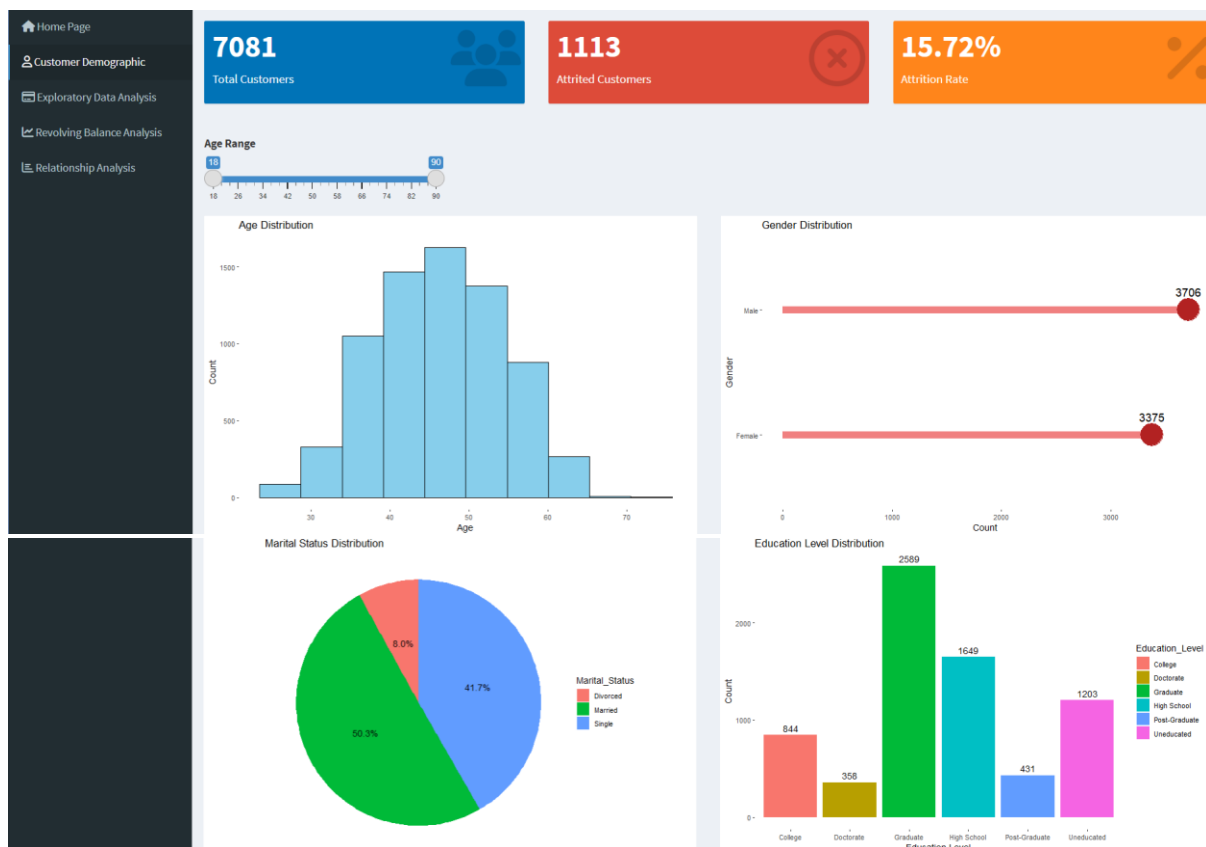 Home Page
Customer Demographic
Exploratory Data Analysis
Revolving Balance Analysis
Relationship Analysis
7081
Total Customers
1113
Attrited Customers
15.72%
Attrition Rate
Age Range
18 90
18 26 34 42 50 58 66 74 82 90
Age Distribution
1500
1000
500
0
Count
30 40 50 60 70
Age
Gender Distribution
3706
Male
Gender
3375
Female
0 1000 2000 3000
Count
Marital Status Distribution
8.0%
41.7%
50.3%
Marital_Status
Divorced
Married
Single
Education Level Distribution
2589
2000
1649
1203
Count
1000
844
431
358
0
College Doctorate Graduate High School Post-Graduate Uneducated
Education Level
Education_Level
College
Doctorate
Graduate
High School
Post-Graduate
Uneducated